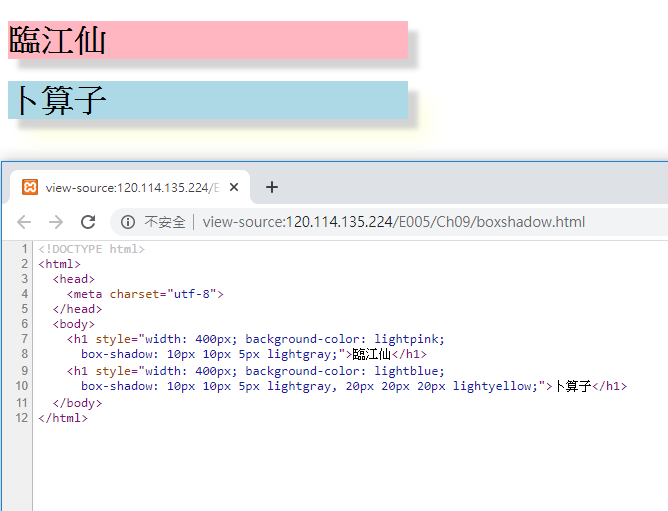 臨江仙
卜算子
view-source:120.114.135.224/E
不安全 view-source:120.114.135.224/E005/Ch09/boxshadow.html
1 <!DOCTYPE html>
2 <html>
3 <head>
4 <meta charset="utf-8">
5 </head>
6 <body>
7 <h1 style="width: 400px; background-color: lightpink;
8 box-shadow: 10px 10px 5px lightgray;">臨江仙</h1>
9 <h1 style="width: 400px; background-color: lightblue;
10 box-shadow: 10px 10px 5px lightgray, 20px 20px 20px lightyellow;">卜算子</h1>
11 </body>
12 </html>